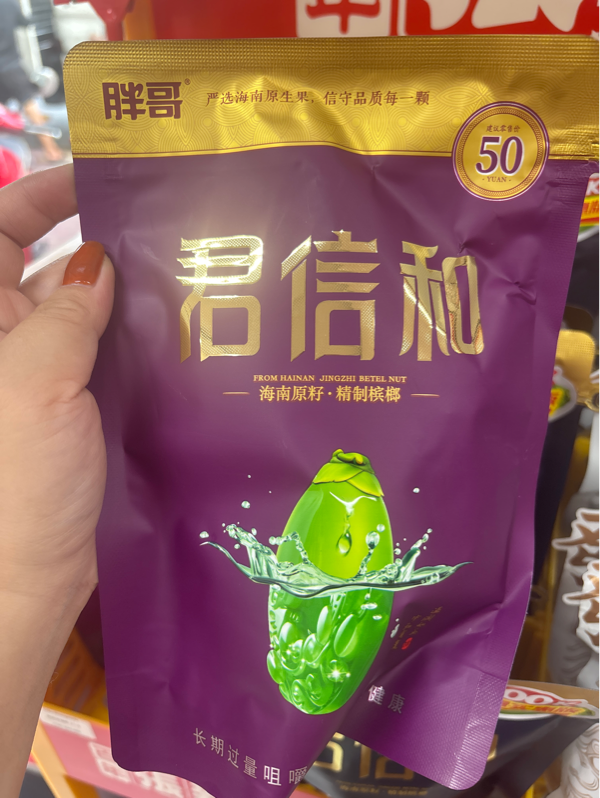 胖哥®
严选海南原生果，信守品质每一颗
建议零售价
50
-YUAN-
君信和
FROM HAINAN JINGZHI BETEL NUT
海南原籽·精制槟榔
健康
长期过量咀嚼